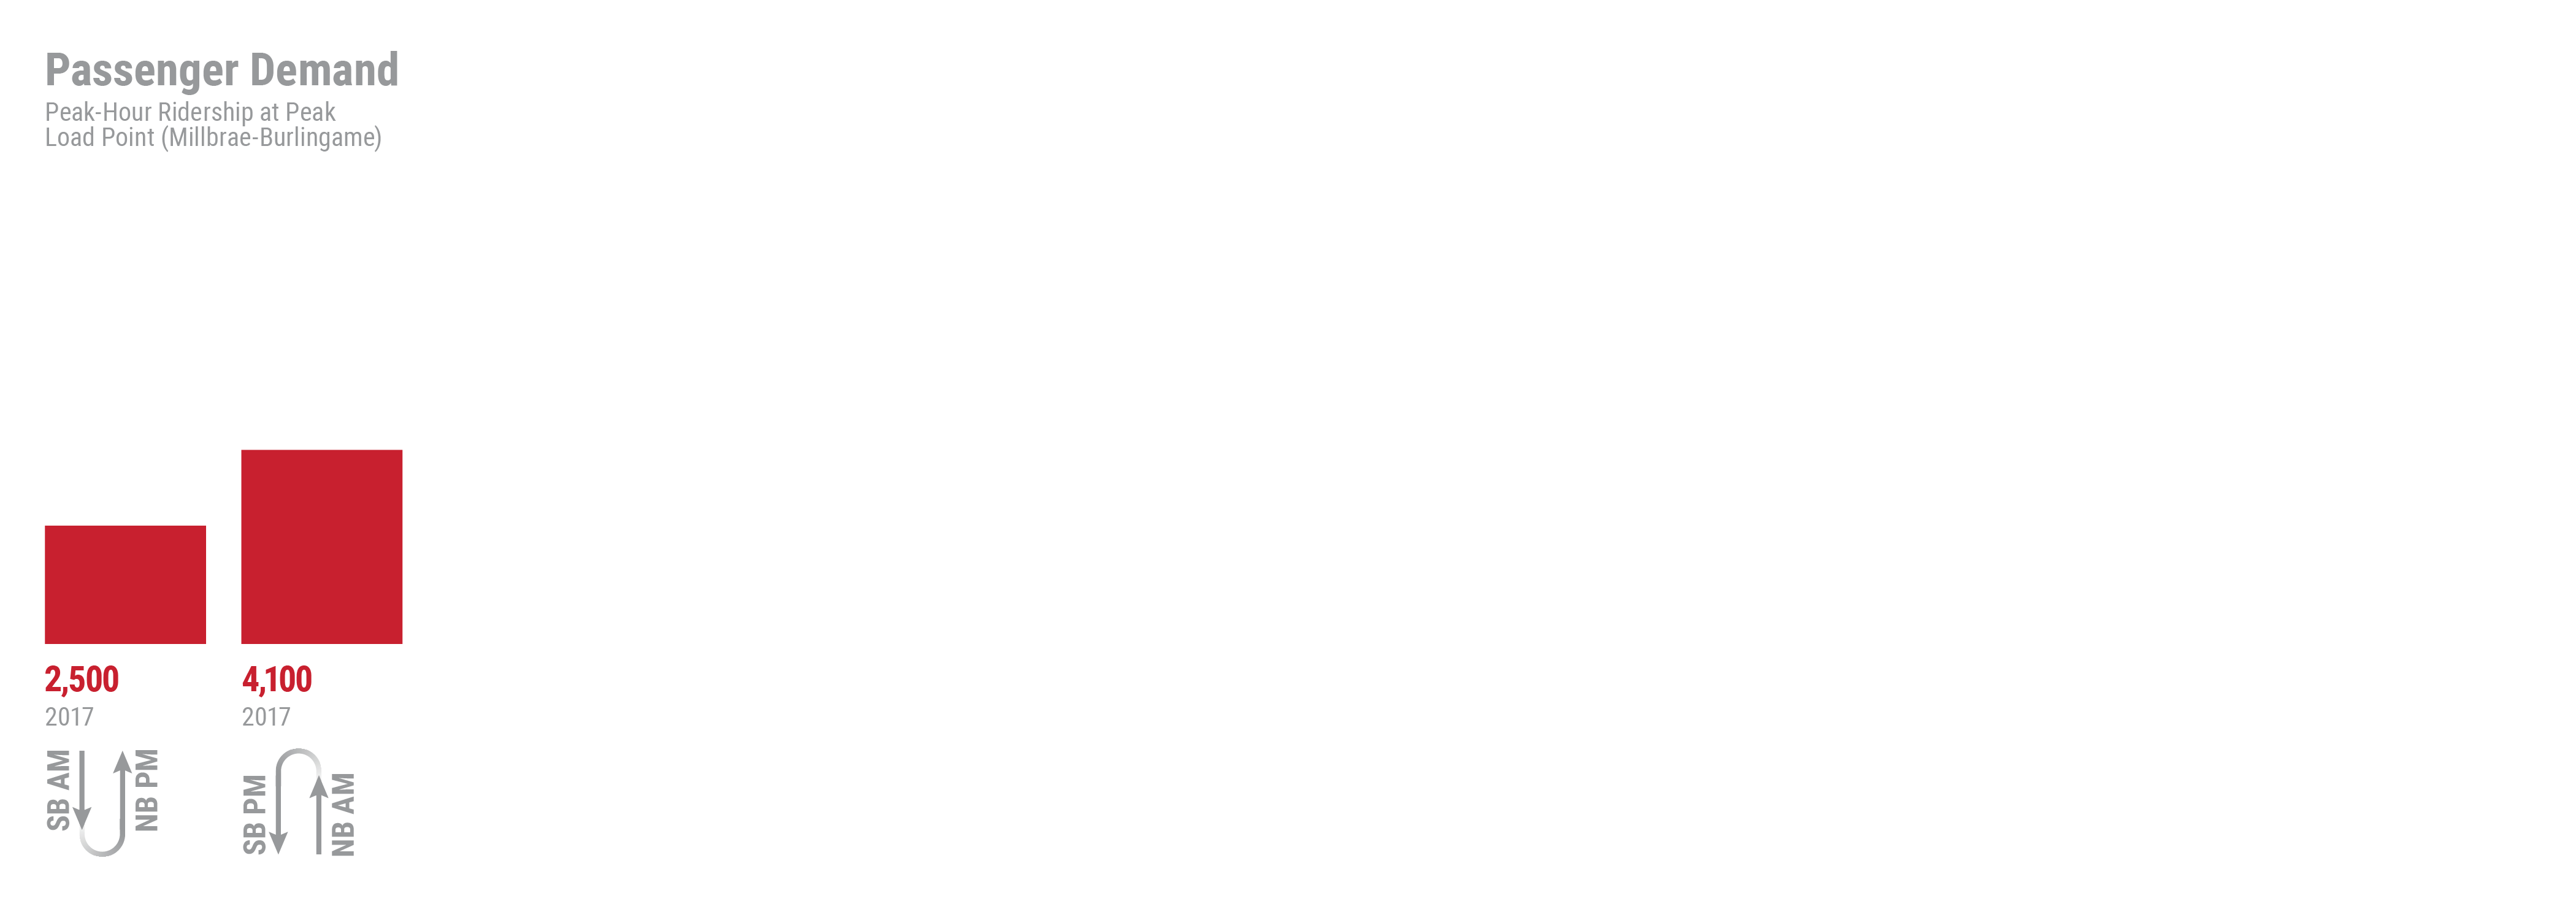 Passenger Demand
Peak-Hour Ridership at Peak
Load Point (Millbrae-Burlingame)
2,500
2017
SB AM
NB PM
4,100
2017
SB PM
NB AM